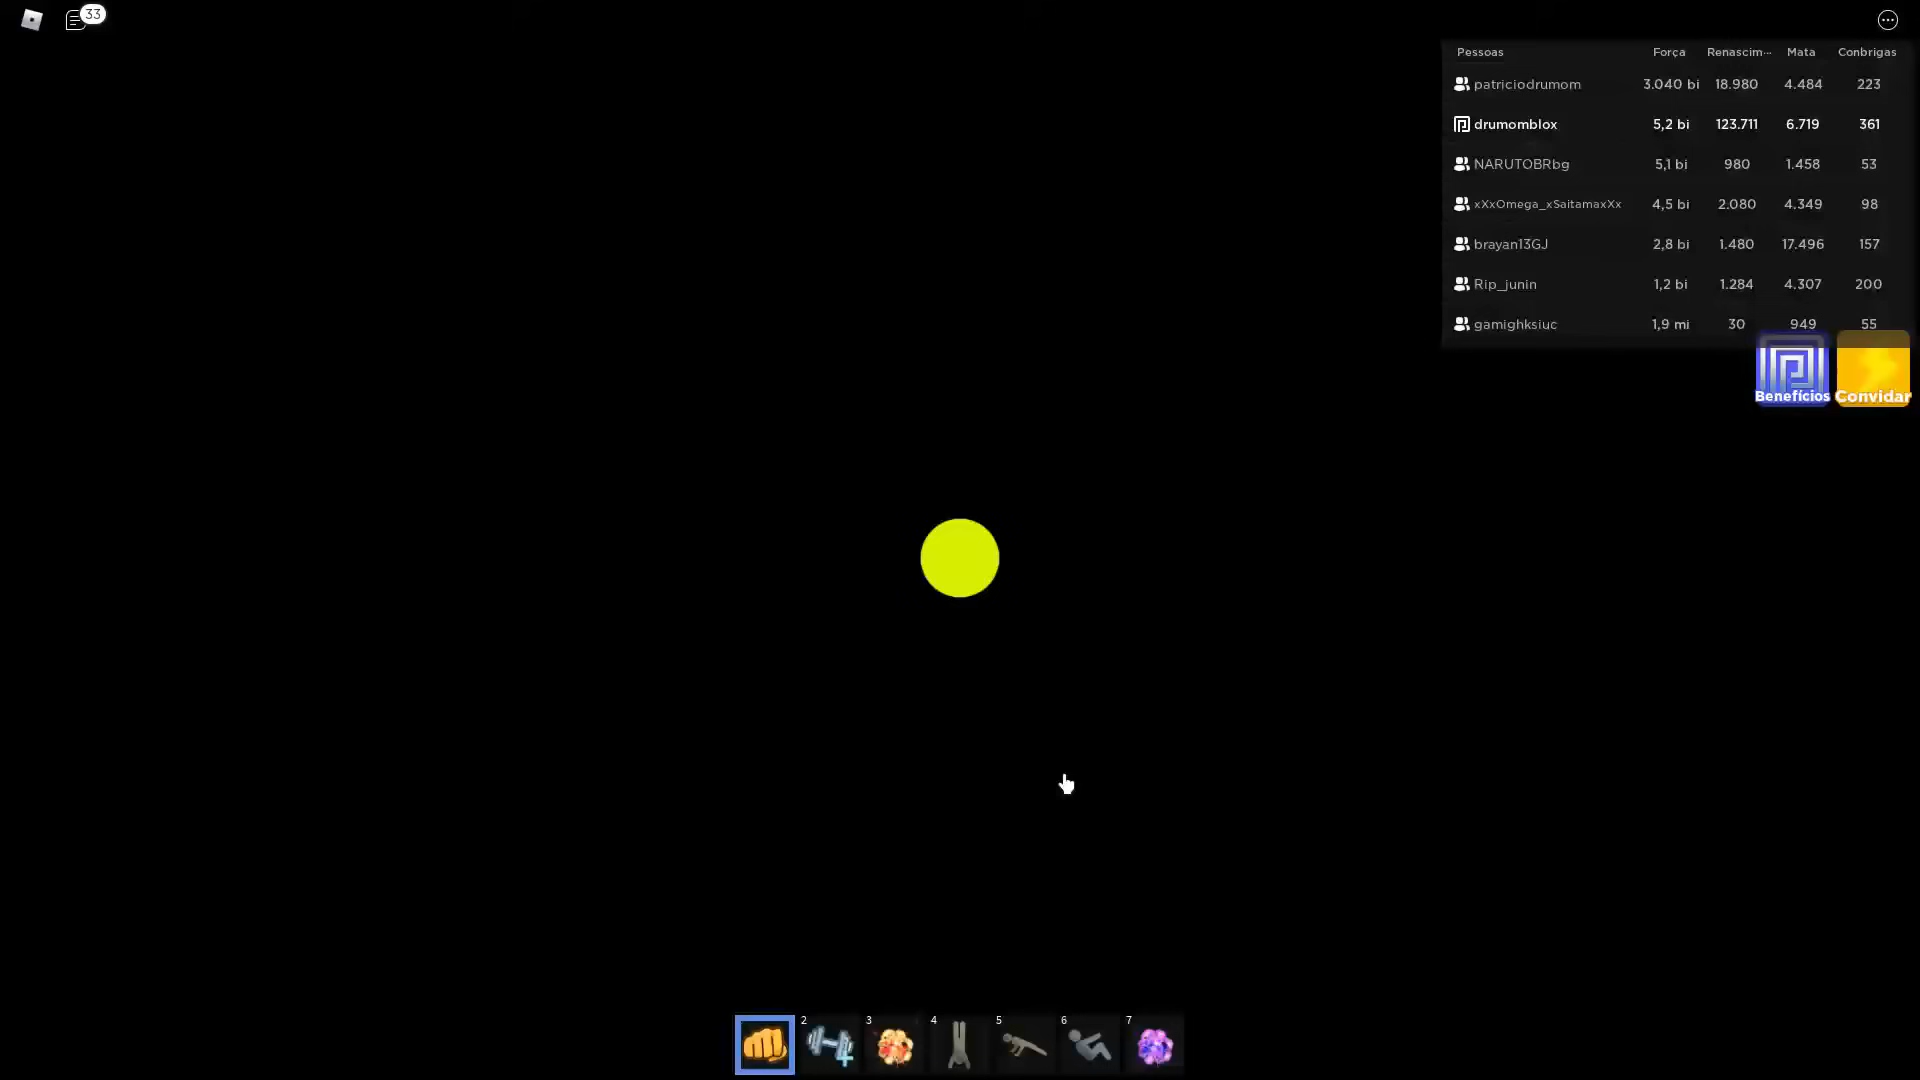 33
Pessoas Força Renascim... Mata Conbrigas
patriciodrumom 3.040 bi 18.980 4.484 223
drumomblox 5,2 bi 123.711 6.719 361
NARUTOBRbg 5,1 bi 980 1.458 53
xXxOmega_xSaitamaxXx 4,5 bi 2.080 4.349 98
brayan13GJ 2,8 bi 1.480 17.496 157
Rip_junin 1,2 bi 1.284 4.307 200
gamighksiuc 1,9 mi 30 949 55
Benefícios Convidar
2 3 4 5 6 7